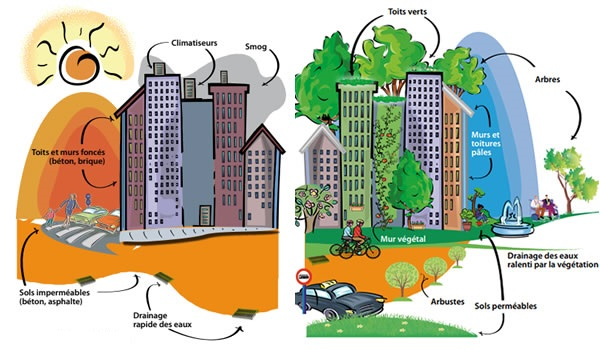 Climatiseurs
Smog
Toits et murs foncés
(béton, brique)
Sols imperméables
(béton, asphalte)
Drainage
rapide des eaux
Toits verts
Arbres
Murs et
toitures
pâles
Mur végétal
Drainage des eaux
ralenti par la végétation
Arbustes
Sols perméables